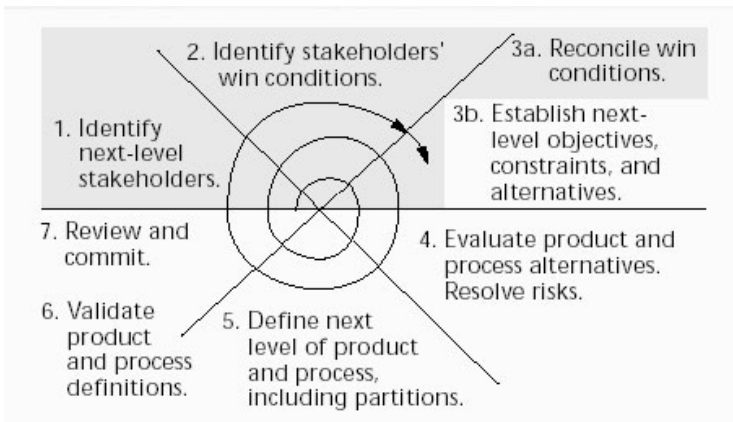 2. Identify stakeholders'
win conditions.
3a. Reconcile win
conditions.
1. Identify
next-level
stakeholders.
3b. Establish next-
level objectives,
constraints, and
alternatives.
7. Review and
commit.
4. Evaluate product and
process alternatives.
Resolve risks.
6. Validate
product
and process
definitions.
5. Define next
level of product
and process,
including partitions.